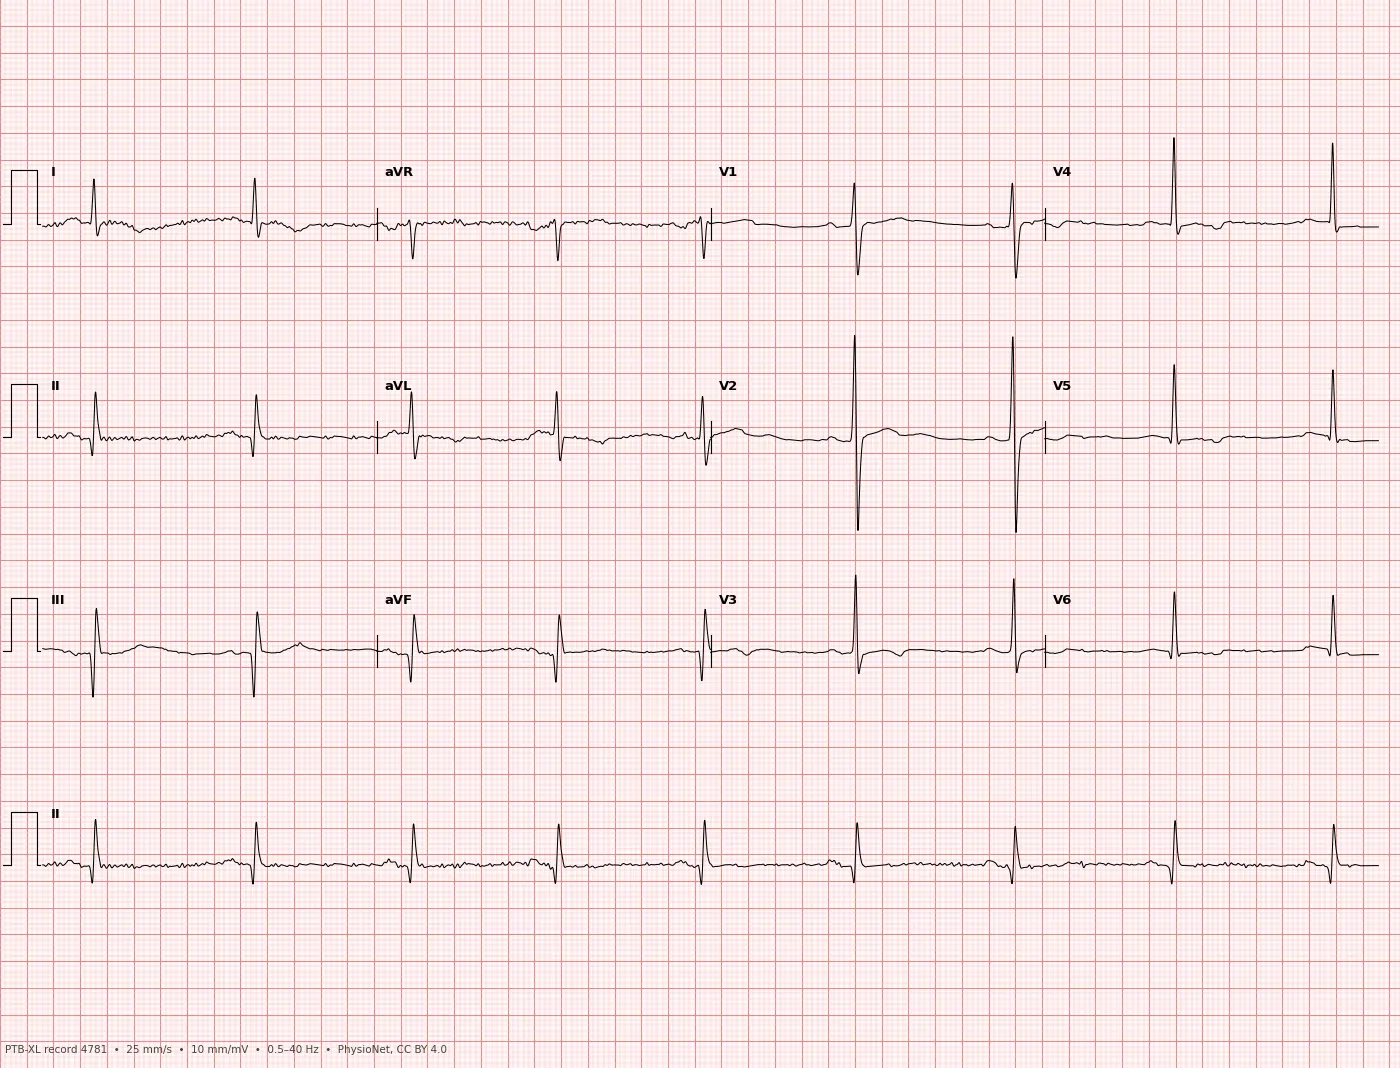 I aVR V1 V4
II aVL V2 V5
III aVF V3 V6
II
PTB-XL record 4781 • 25 mm/s • 10 mm/mV • 0.5–40 Hz • PhysioNet, CC BY 4.0